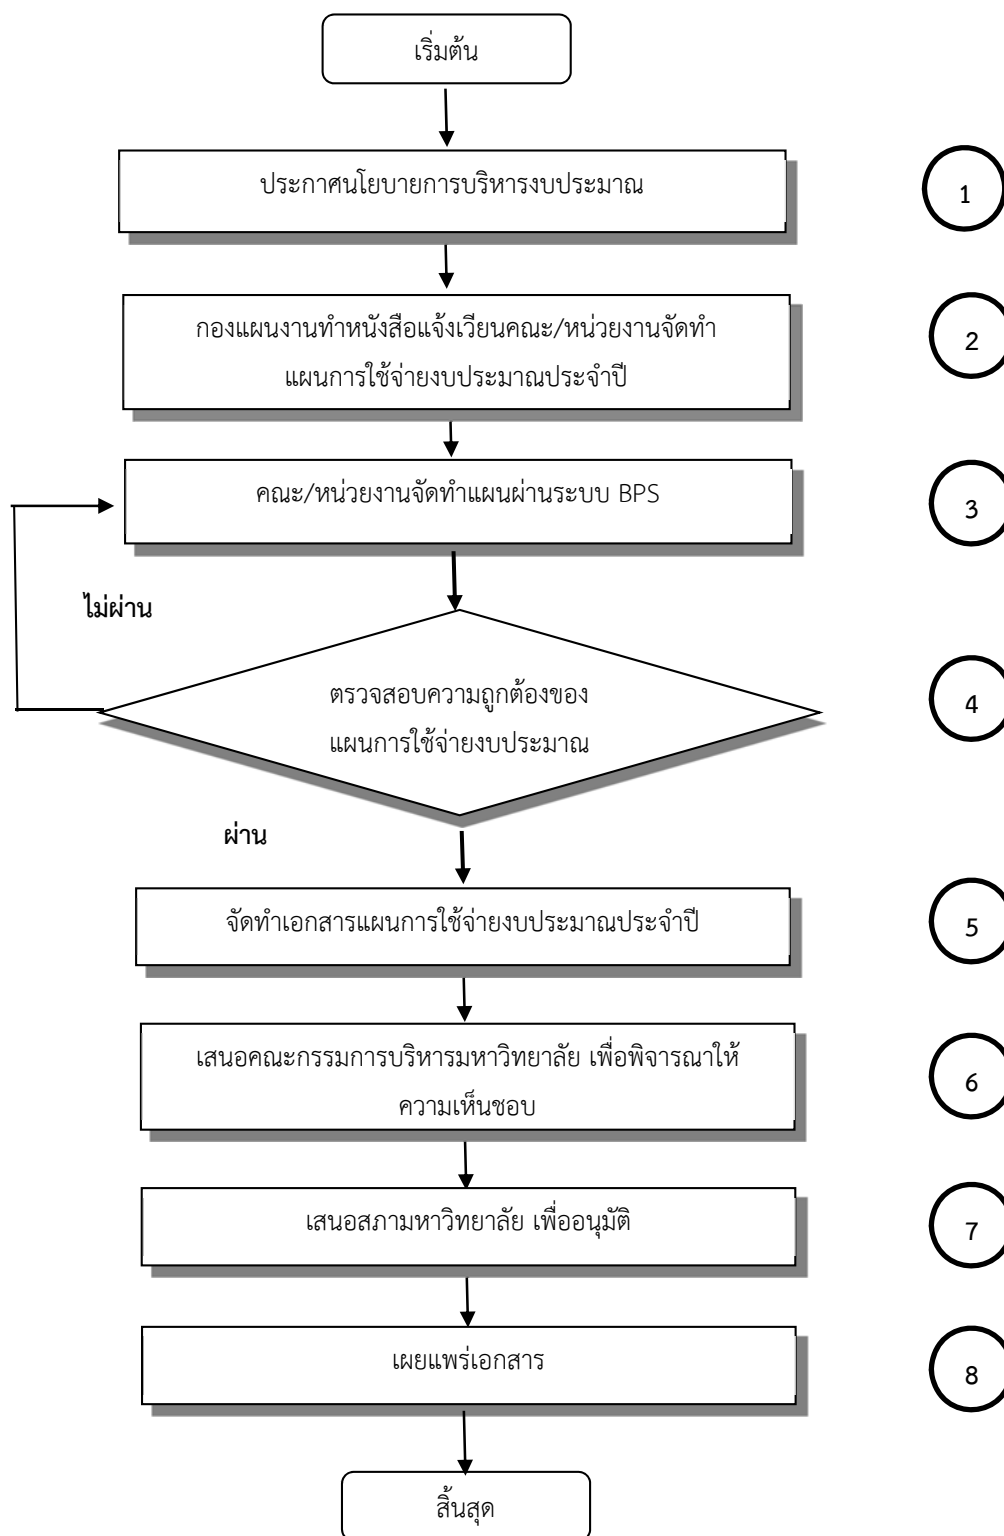 เริ่มต้น
ประกาศนโยบายการบริหารงบประมาณ
1
กองแผนงานทำหนังสือแจ้งเวียนคณะ/หน่วยงานจัดทำ
แผนการใช้จ่ายงบประมาณประจำปี
2
คณะ/หน่วยงานจัดทำแผนผ่านระบบ BPS
3
ไม่ผ่าน
ตรวจสอบความถูกต้องของ
แผนการใช้จ่ายงบประมาณ
4
ผ่าน
จัดทำเอกสารแผนการใช้จ่ายงบประมาณประจำปี
5
เสนอคณะกรรมการบริหารมหาวิทยาลัย เพื่อพิจารณาให้
ความเห็นชอบ
6
เสนอสภามหาวิทยาลัย เพื่ออนุมัติ
7
เผยแพร่เอกสาร
8
สิ้นสุด